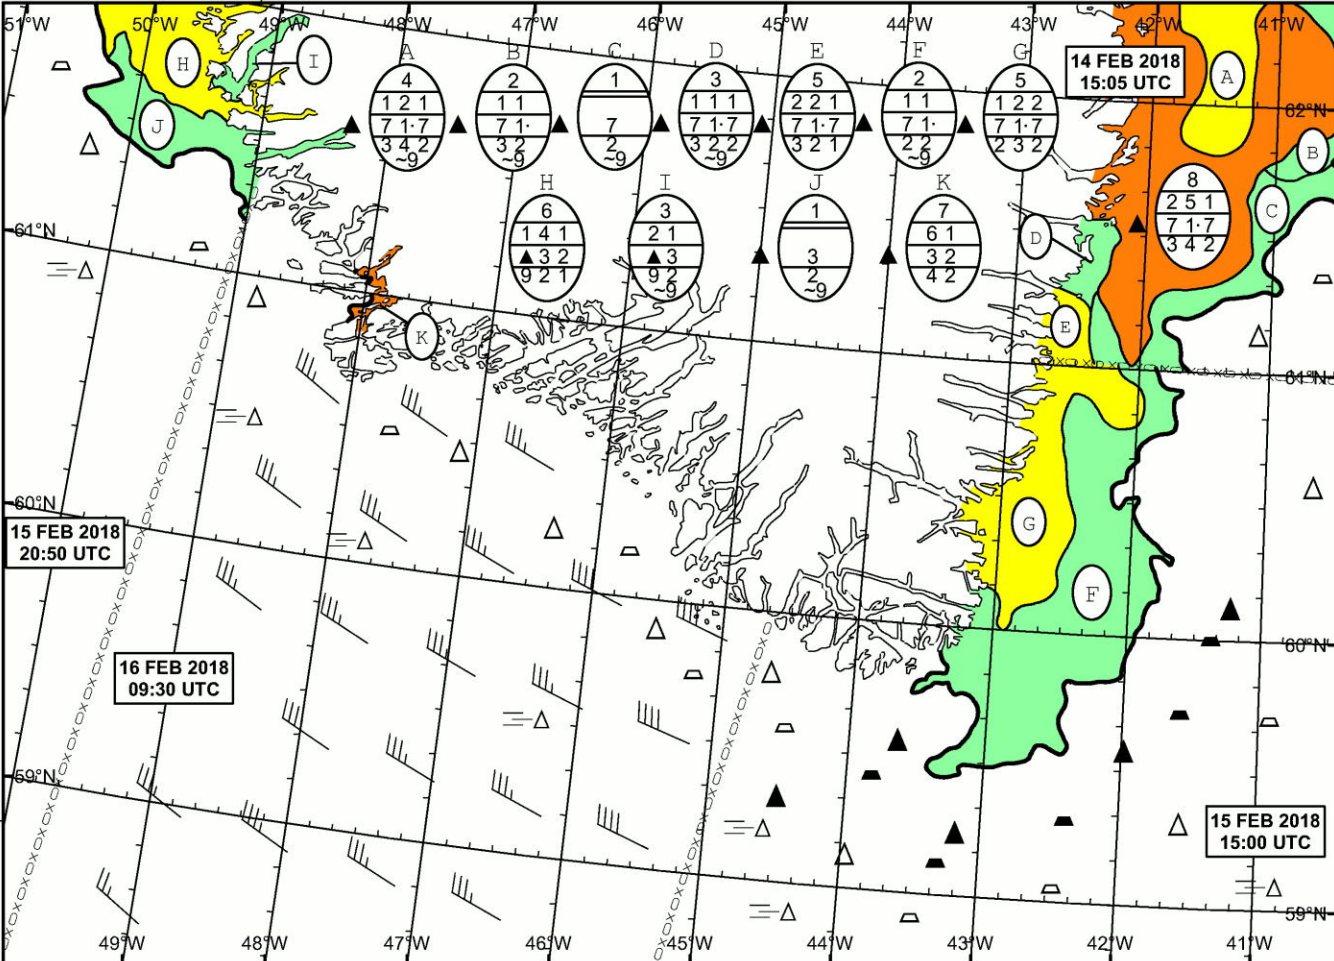 51°W 50°W 49°W 48°W 47°W 46°W 45°W 44°W 43°W 42°W 41°W
A B C D E F G
4 2 1 3 5 2 5
1 2 1 1 1 1 1 1 2 2 1 1 1 1 2 2
7 1·7 7 1· 7 7 1·7 7 1·7 7 1· 7 1·7
3 4 2 3 2 2 3 2 2 3 2 1 2 2 2 3 2
~9 ~9 ~9 ~9 ~9
14 FEB 2018
15:05 UTC
H I J
A
62°N
B
C
D
H I J K
6 3 1 7
1 4 1 2 1 6 1
3 2 3 3 3 2
9 2 1 9 2 2 4 2
~9 ~9
8
2 5 1
7 1·7
3 4 2
61°N
E
K
61°N
60°N
15 FEB 2018
20:50 UTC
G
F
60°N
16 FEB 2018
09:30 UTC
59°N
15 FEB 2018
15:00 UTC
59°N
49°W 48°W 47°W 46°W 45°W 44°W 43°W 42°W 41°W